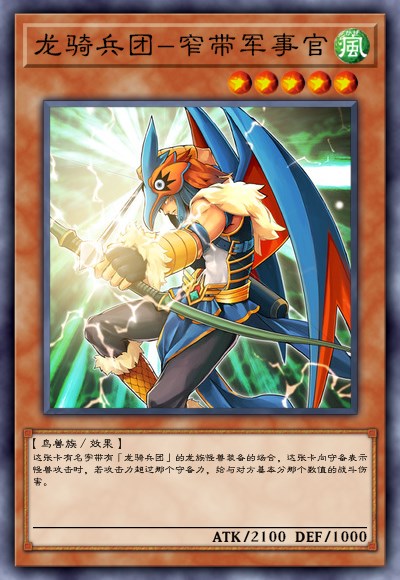 龙骑兵团-窄带军事官 風
【鸟兽族/效果】
这张卡有名字带有「龙骑兵团」的龙族怪兽装备的场合，这张卡向守备表示
怪兽攻击时，若攻击力超过那个守备力，给与对方基本分那个数值的战斗伤
害。
ATK/2100 DEF/1000